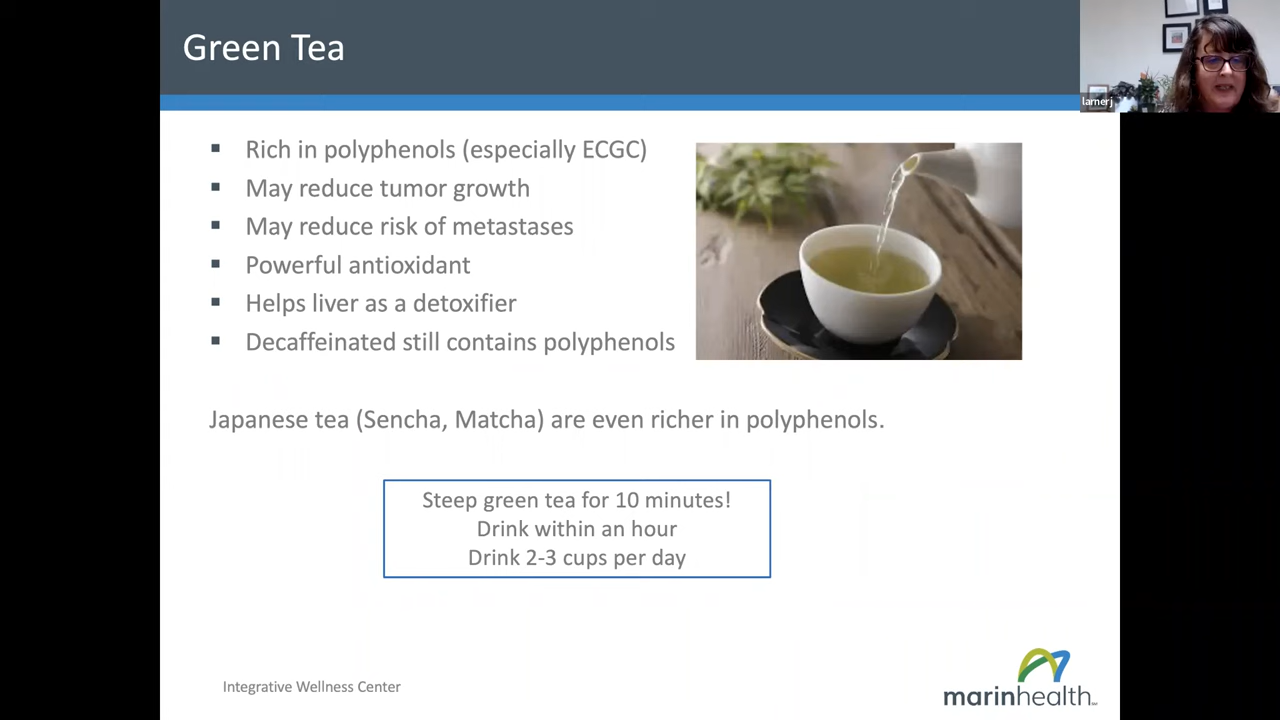 Green Tea
larnerj
▪ Rich in polyphenols (especially ECGC)
▪ May reduce tumor growth
▪ May reduce risk of metastases
▪ Powerful antioxidant
▪ Helps liver as a detoxifier
▪ Decaffeinated still contains polyphenols
Japanese tea (Sencha, Matcha) are even richer in polyphenols.
Steep green tea for 10 minutes!
Drink within an hour
Drink 2-3 cups per day
Integrative Wellness Center
marinhealth